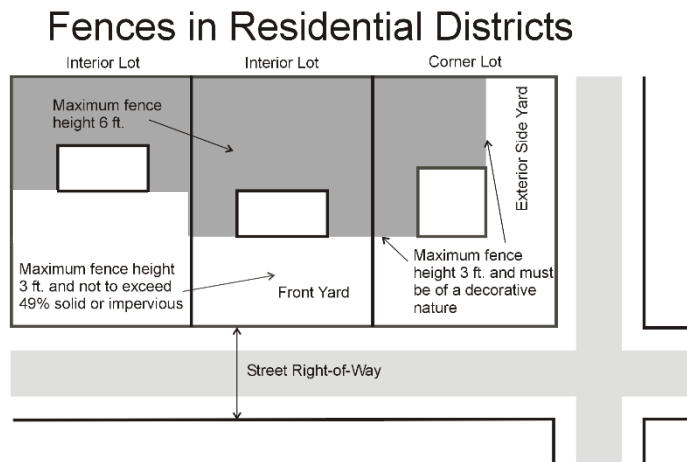 Fences in Residential Districts
Interior Lot
Interior Lot
Corner Lot
Maximum fence
height 6 ft.
Exterior Side Yard
Maximum fence height
3 ft. and not to exceed
49% solid or impervious
Front Yard
Maximum fence
height 3 ft. and must
be of a decorative
nature
Street Right-of-Way